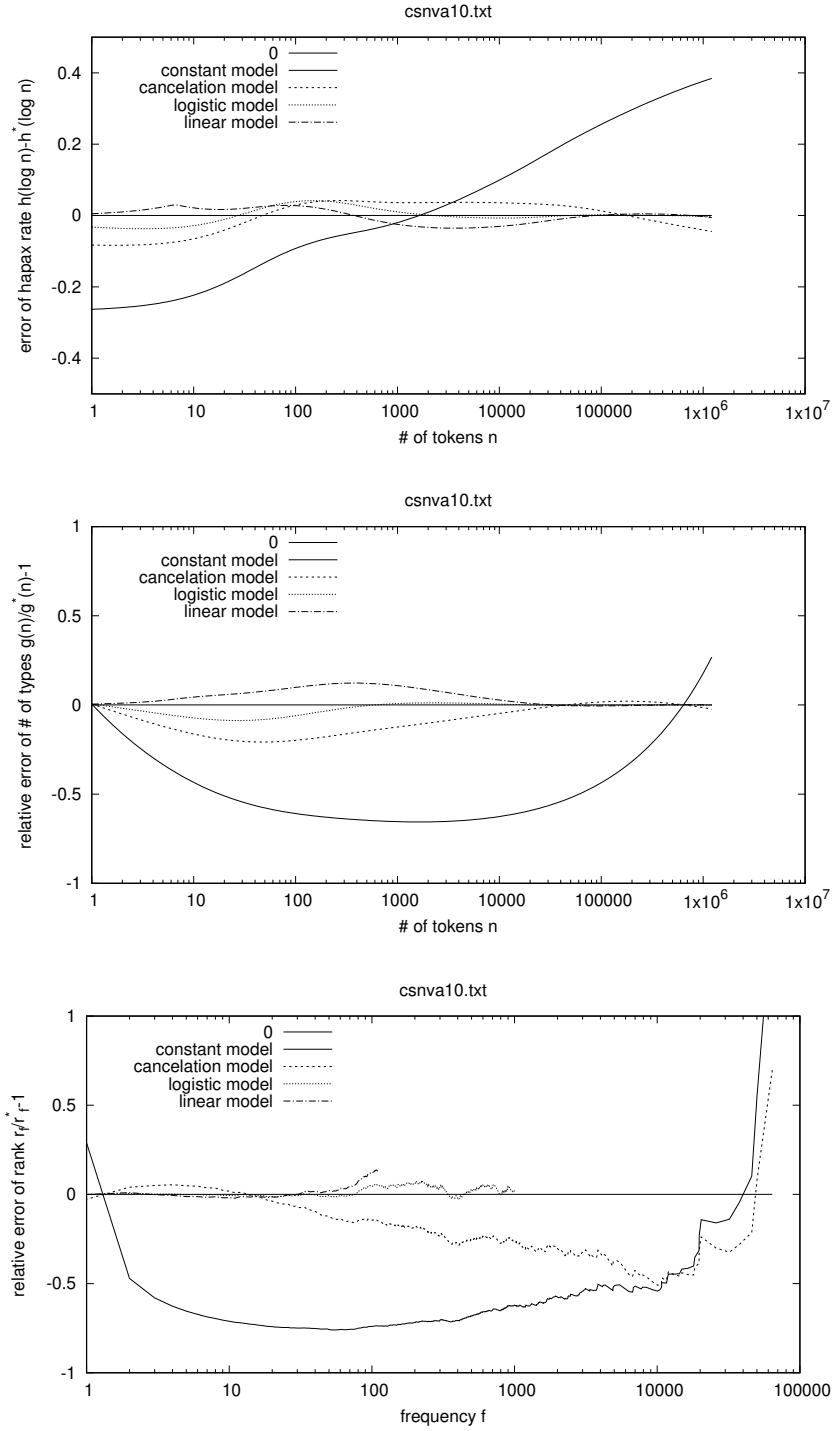 csnva10.txt
0
constant model
cancelation model
logistic model
linear model
error of hapax rate h(log n)-h*(log n)
0.4
0.2
0
-0.2
-0.4
1 10 100 1000 10000 100000 1x10^6 1x10^7
# of tokens n
csnva10.txt
0
constant model
cancelation model
logistic model
linear model
relative error of # of types g(n)/g*(n)-1
1
0.5
0
-0.5
-1
1 10 100 1000 10000 100000 1x10^6 1x10^7
# of tokens n
csnva10.txt
0
constant model
cancelation model
logistic model
linear model
relative error of rank r_f/r*_f-1
1
0.5
0
-0.5
-1
1 10 100 1000 10000 100000
frequency f